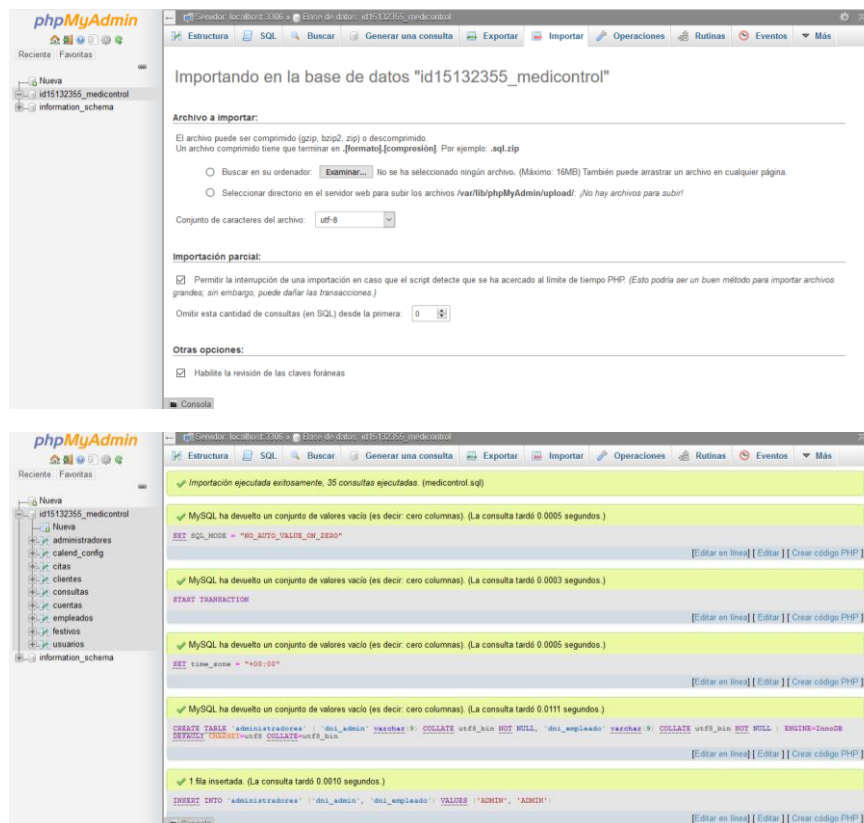 phpMyAdmin
Reciente Favoritas
Nueva
id15132355_medicontrol
information_schema
Servidor: localhost:3306 » Base de datos: id15132355_medicontrol
Estructura SQL Buscar Generar una consulta Exportar Importar Operaciones Rutinas Eventos Más
Importando en la base de datos "id15132355_medicontrol"
Archivo a importar:
El archivo puede ser comprimido (gzip, bzip2, zip) o descomprimido.
Un archivo comprimido tiene que terminar en .[formato].[compresión]. Por ejemplo: .sql.zip
Buscar en su ordenador: Examinar... No se ha seleccionado ningún archivo. (Máximo: 16MB) También puede arrastrar un archivo en cualquier página.
Seleccionar directorio en el servidor web para subir los archivos /var/lib/phpMyAdmin/upload/: ¡No hay archivos para subir!
Conjunto de caracteres del archivo: utf-8
Importación parcial:
Permitir la interrupción de una importación en caso que el script detecte que se ha acercado al límite de tiempo PHP. (Esto podría ser un buen método para importar archivos
grandes; sin embargo, puede dañar las transacciones.)
Omitir esta cantidad de consultas (en SQL) desde la primera: 0
Otras opciones:
Habilite la revisión de las claves foráneas
Consola
phpMyAdmin
Reciente Favoritas
Nueva
id15132355_medicontrol
Nueva
administradores
calend_config
citas
clientes
consultas
cuentas
empleados
festivos
usuarios
information_schema
Servidor: localhost:3306 » Base de datos: id15132355_medicontrol
Estructura SQL Buscar Generar una consulta Exportar Importar Operaciones Rutinas Eventos Más
Importación ejecutada exitosamente, 35 consultas ejecutadas. (medicontrol.sql)
MySQL ha devuelto un conjunto de valores vacío (es decir: cero columnas). (La consulta tardó 0.0005 segundos.)
SET SQL_MODE = "NO_AUTO_VALUE_ON_ZERO"
[Editar en línea] [ Editar ] [ Crear código PHP ]
MySQL ha devuelto un conjunto de valores vacío (es decir: cero columnas). (La consulta tardó 0.0003 segundos.)
START TRANSACTION
[Editar en línea] [ Editar ] [ Crear código PHP ]
MySQL ha devuelto un conjunto de valores vacío (es decir: cero columnas). (La consulta tardó 0.0005 segundos.)
SET time_zone = "+00:00"
[Editar en línea] [ Editar ] [ Crear código PHP ]
MySQL ha devuelto un conjunto de valores vacío (es decir: cero columnas). (La consulta tardó 0.0111 segundos.)
CREATE TABLE `administradores` ( `dni_admin` varchar(9) COLLATE utf8_bin NOT NULL, `dni_empleado` varchar(9) COLLATE utf8_bin NOT NULL ) ENGINE=InnoDB
DEFAULT CHARSET=utf8 COLLATE=utf8_bin
[Editar en línea] [ Editar ] [ Crear código PHP ]
1 fila insertada. (La consulta tardó 0.0010 segundos.)
INSERT INTO `administradores` (`dni_admin`, `dni_empleado`) VALUES ('ADMIN', 'ADMIN')
[Editar en línea] [ Editar ] [ Crear código PHP ]
Consola